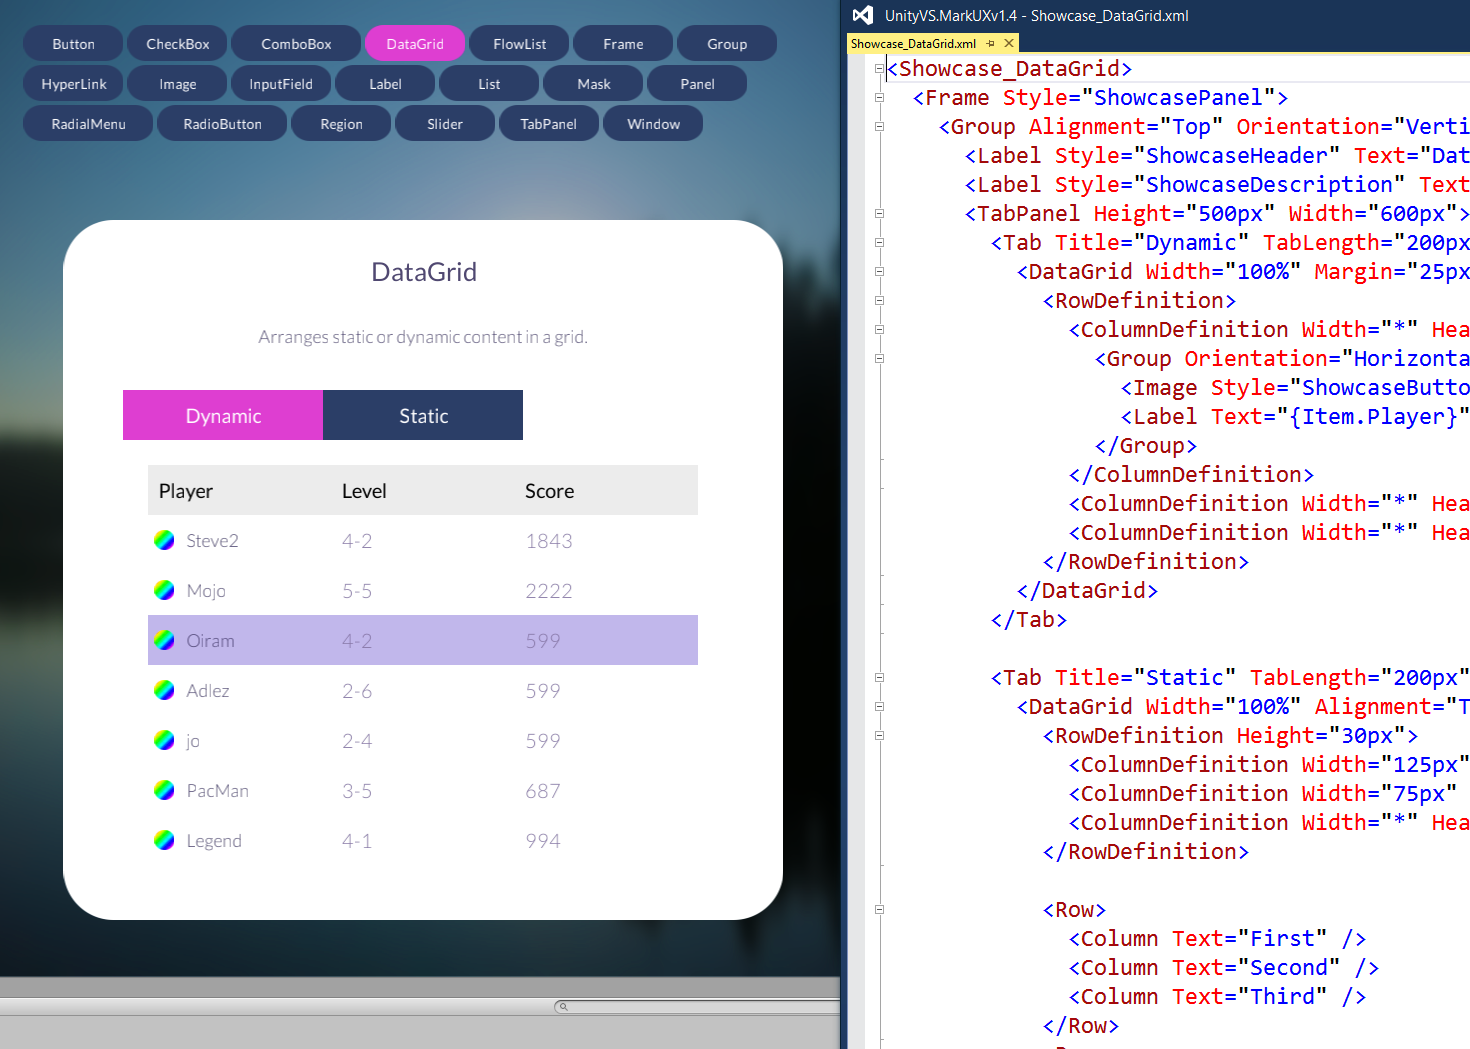 Button CheckBox ComboBox DataGrid FlowList Frame Group
HyperLink Image InputField Label List Mask Panel
RadialMenu RadioButton Region Slider TabPanel Window
DataGrid
Arranges static or dynamic content in a grid.
Dynamic Static
Player Level Score
Steve2 4-2 1843
Mojo 5-5 2222
Oiram 4-2 599
Adlez 2-6 599
jo 2-4 599
PacMan 3-5 687
Legend 4-1 994
UnityVS.MarkUXv1.4 - Showcase_DataGrid.xml
Showcase_DataGrid.xml
<Showcase_DataGrid>
<Frame Style="ShowcasePanel">
<Group Alignment="Top" Orientation="Verti
<Label Style="ShowcaseHeader" Text="Dat
<Label Style="ShowcaseDescription" Text
<TabPanel Height="500px" Width="600px">
<Tab Title="Dynamic" TabLength="200px
<DataGrid Width="100%" Margin="25px
<RowDefinition>
<ColumnDefinition Width="*" Hea
<Group Orientation="Horizonta
<Image Style="ShowcaseButto
<Label Text="{Item.Player}"
</Group>
</ColumnDefinition>
<ColumnDefinition Width="*" Hea
<ColumnDefinition Width="*" Hea
</RowDefinition>
</DataGrid>
</Tab>
<Tab Title="Static" TabLength="200px"
<DataGrid Width="100%" Alignment="T
<RowDefinition Height="30px">
<ColumnDefinition Width="125px"
<ColumnDefinition Width="75px"
<ColumnDefinition Width="*" Hea
</RowDefinition>
<Row>
<Column Text="First" />
<Column Text="Second" />
<Column Text="Third" />
</Row>